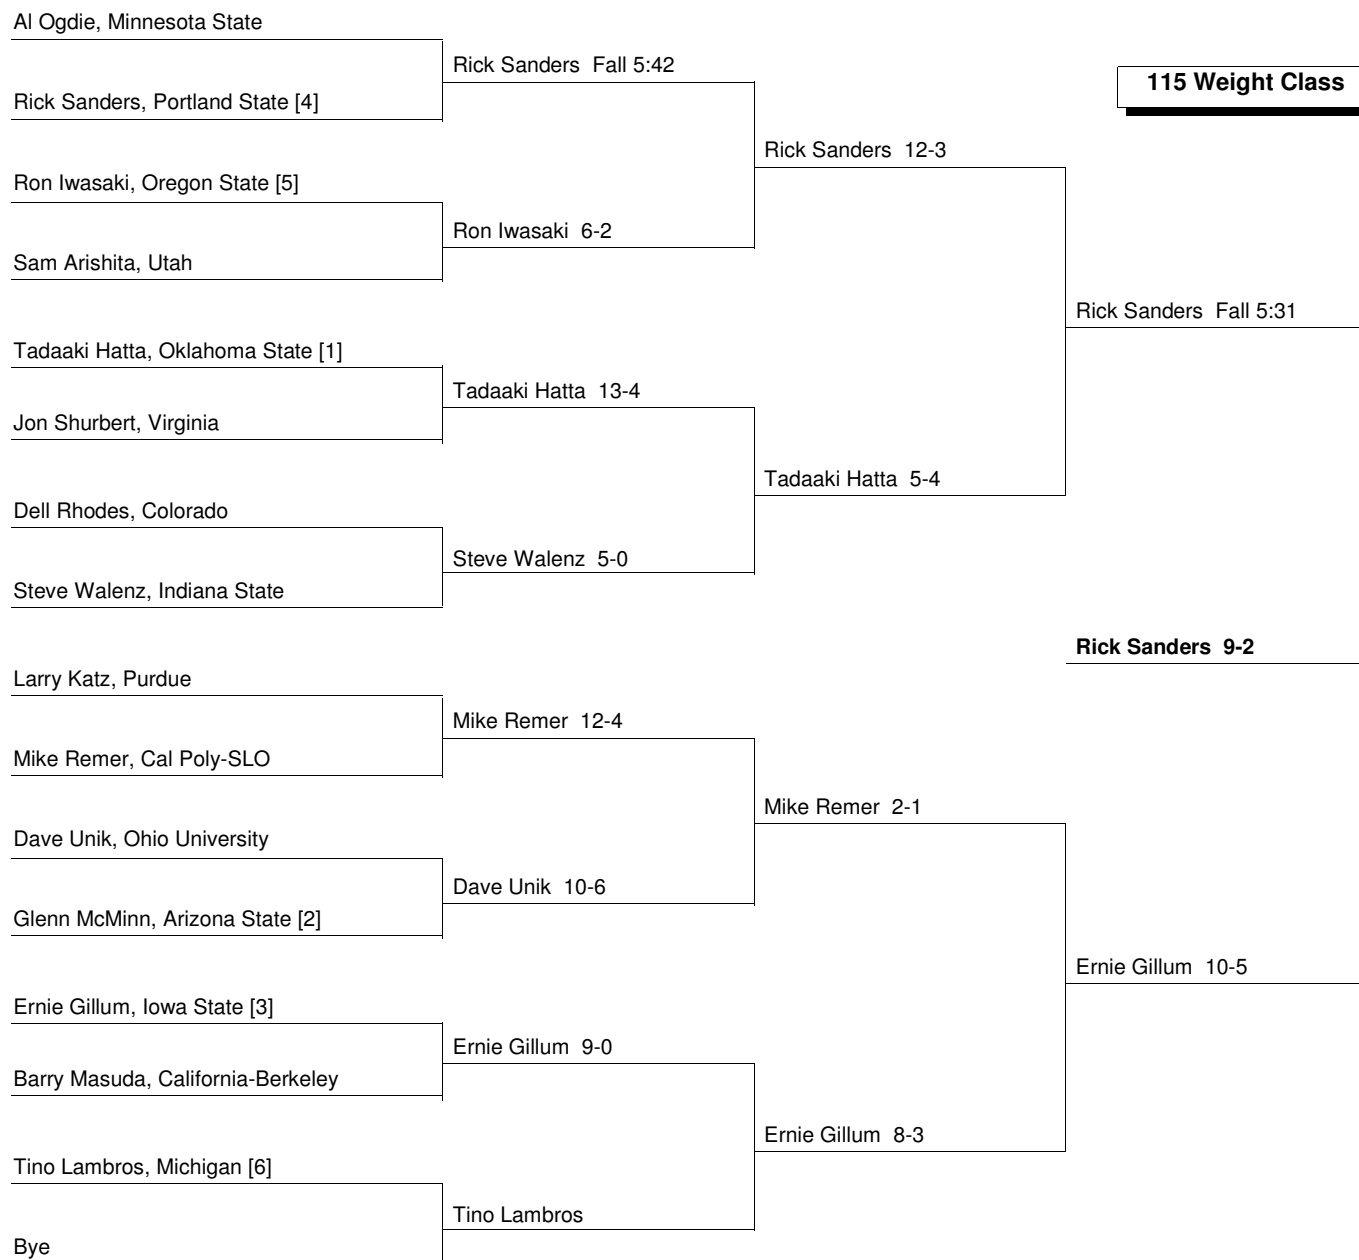 Al Ogdie, Minnesota State
Rick Sanders Fall 5:42
115 Weight Class
Rick Sanders, Portland State [4]
Rick Sanders 12-3
Ron Iwasaki, Oregon State [5]
Ron Iwasaki 6-2
Sam Arishita, Utah
Rick Sanders Fall 5:31
Tadaaki Hatta, Oklahoma State [1]
Tadaaki Hatta 13-4
Jon Shurbert, Virginia
Tadaaki Hatta 5-4
Dell Rhodes, Colorado
Steve Walenz 5-0
Steve Walenz, Indiana State
Rick Sanders 9-2
Larry Katz, Purdue
Mike Remer 12-4
Mike Remer, Cal Poly-SLO
Mike Remer 2-1
Dave Unik, Ohio University
Dave Unik 10-6
Glenn McMinn, Arizona State [2]
Ernie Gillum 10-5
Ernie Gillum, Iowa State [3]
Ernie Gillum 9-0
Barry Masuda, California-Berkeley
Ernie Gillum 8-3
Tino Lambros, Michigan [6]
Tino Lambros
Bye